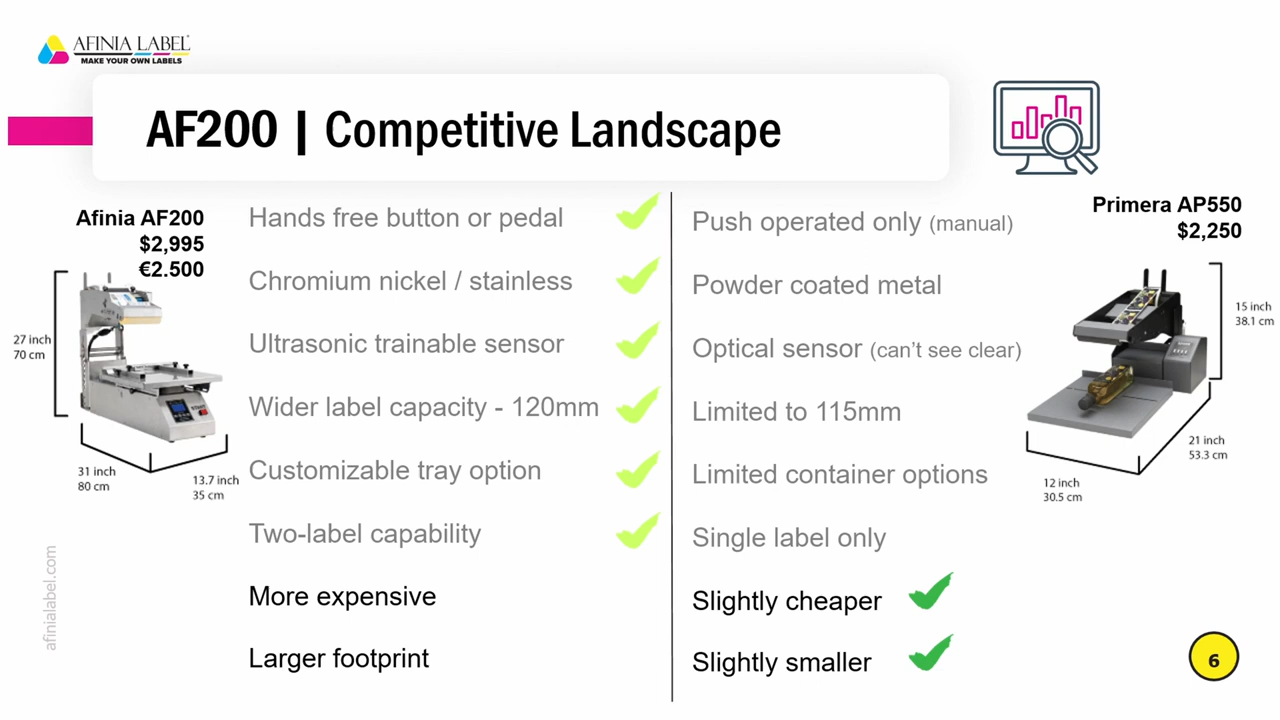 AFINIA LABEL
MAKE YOUR OWN LABELS
AF200 | Competitive Landscape
Afinia AF200
$2,995
€2.500
27 inch
70 cm
31 inch
80 cm
13.7 inch
35 cm
Hands free button or pedal
Chromium nickel / stainless
Ultrasonic trainable sensor
Wider label capacity - 120mm
Customizable tray option
Two-label capability
More expensive
Larger footprint
Push operated only (manual)
Powder coated metal
Optical sensor (can't see clear)
Limited to 115mm
Limited container options
Single label only
Slightly cheaper
Slightly smaller
Primera AP550
$2,250
15 inch
38.1 cm
21 inch
53.3 cm
12 inch
30.5 cm
afinialabel.com
6